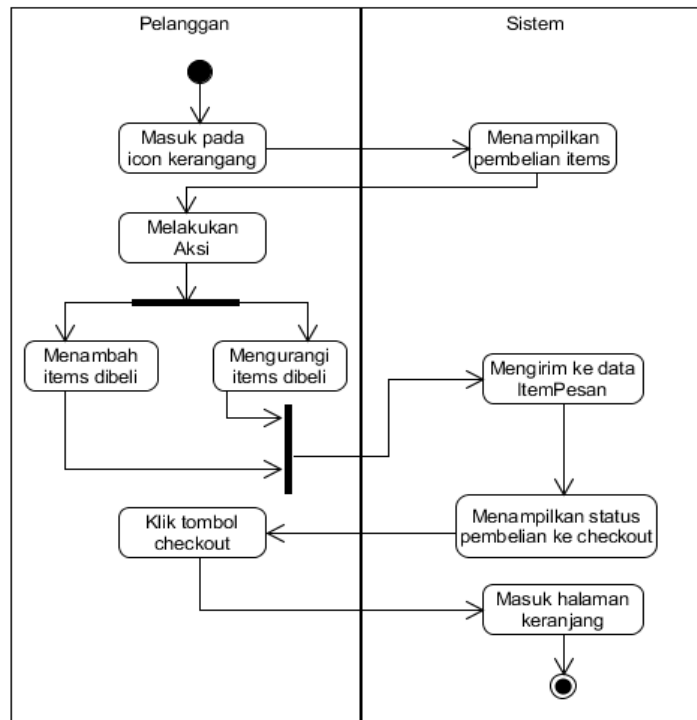 Pelanggan
Sistem
Masuk pada
icon kerangang
Menampilkan
pembelian items
Melakukan
Aksi
Menambah
items dibeli
Mengurangi
items dibeli
Mengirim ke data
ItemPesan
Klik tombol
checkout
Menampilkan status
pembelian ke checkout
Masuk halaman
keranjang